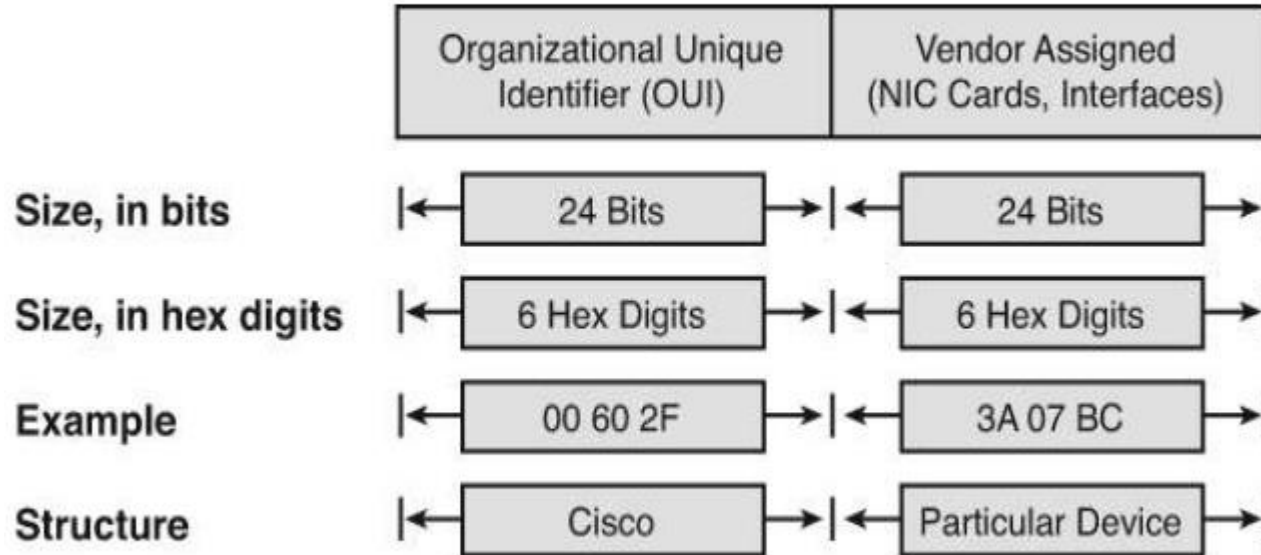 Organizational Unique
Identifier (OUI)
Vendor Assigned
(NIC Cards, Interfaces)
Size, in bits
24 Bits
24 Bits
Size, in hex digits
6 Hex Digits
6 Hex Digits
Example
00 60 2F
3A 07 BC
Structure
Cisco
Particular Device